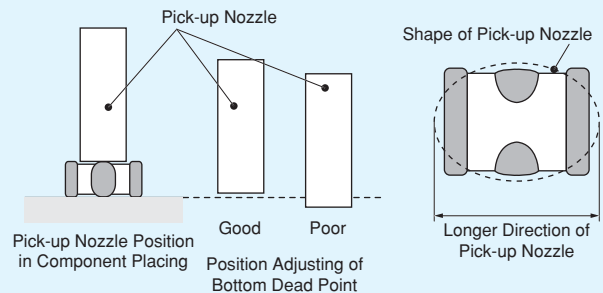 Pick-up Nozzle
Good
Poor
Pick-up Nozzle Position
in Component Placing
Position Adjusting of
Bottom Dead Point
Shape of Pick-up Nozzle
Longer Direction of
Pick-up Nozzle